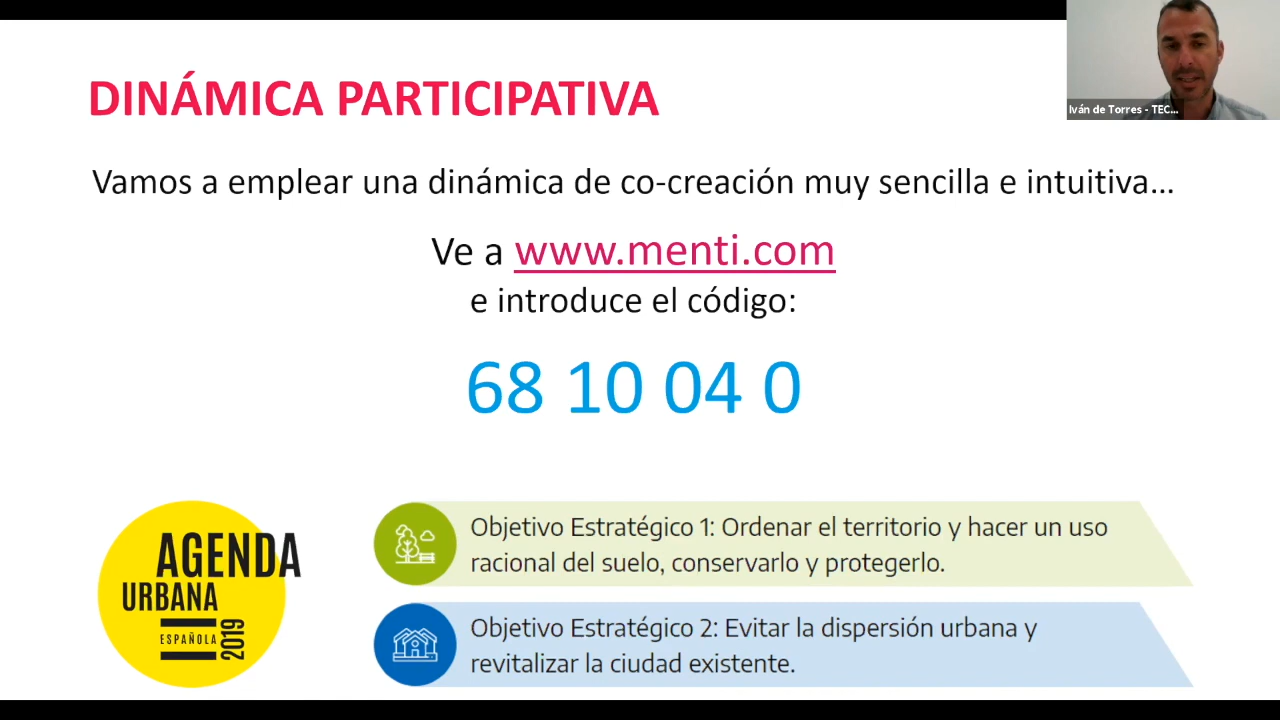 DINÁMICA PARTICIPATIVA
Iván de Torres - TEC...
Vamos a emplear una dinámica de co-creación muy sencilla e intuitiva...
Ve a www.menti.com
e introduce el código:
68 10 04 0
AGENDA
URBANA
ESPAÑOLA
2019
Objetivo Estratégico 1: Ordenar el territorio y hacer un uso
racional del suelo, conservarlo y protegerlo.
Objetivo Estratégico 2: Evitar la dispersión urbana y
revitalizar la ciudad existente.